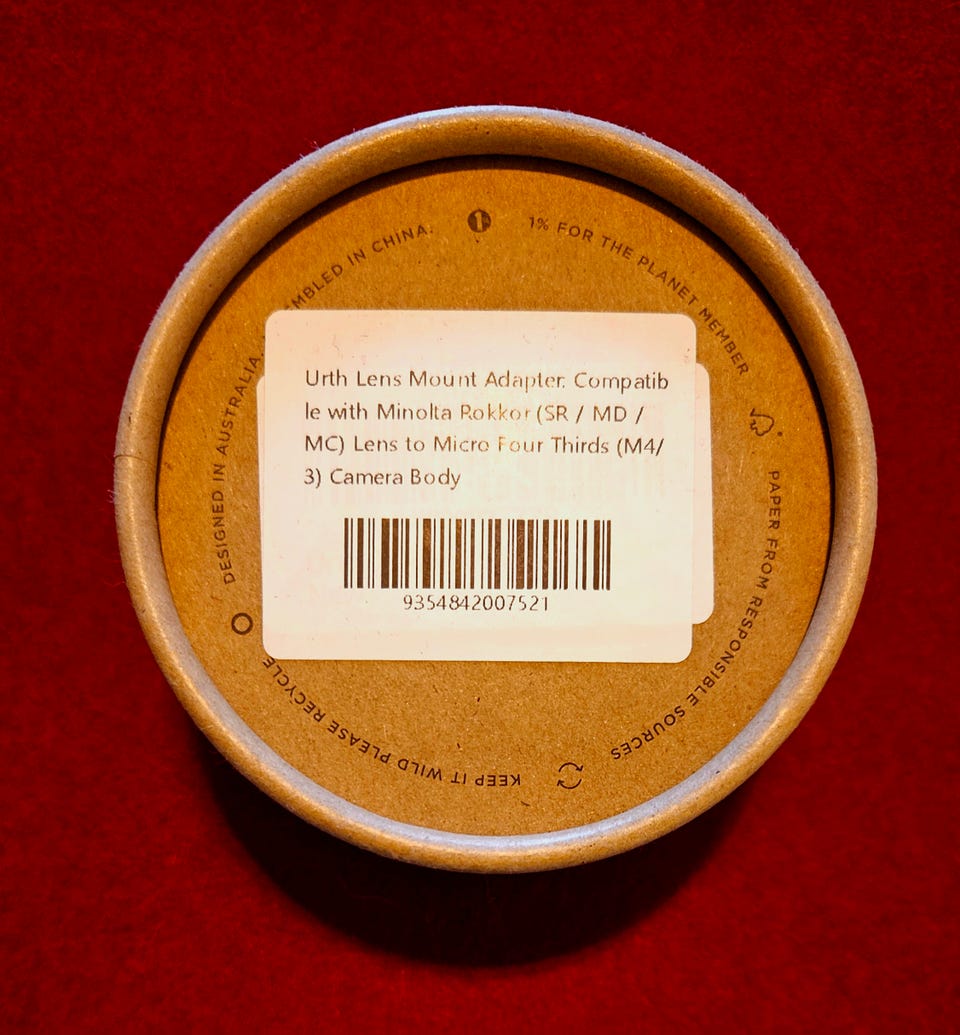 Urth Lens Mount Adapter: Compatib
le with Minolta Rokkor (SR / MD /
MC) Lens to Micro Four Thirds (M4/
3) Camera Body
9354842007521
DESIGNED IN AUSTRALIA.
MBLED IN CHINA.
1
1% FOR THE PLANET MEMBER
PAPER FROM RESPONSIBLE SOURCES
KEEP IT WILD PLEASE RECYCLE